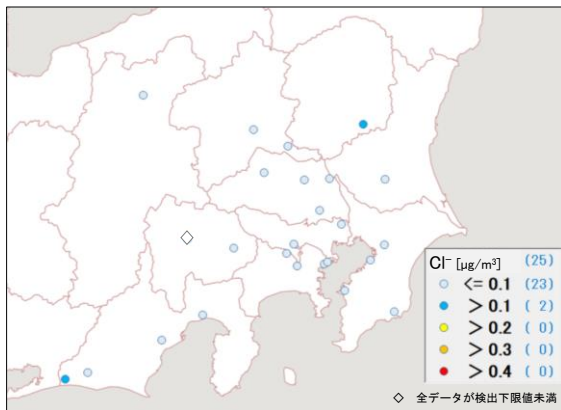 Cl⁻ [μg/m³] (25)
<= 0.1 (23)
> 0.1 ( 2)
> 0.2 ( 0)
> 0.3 ( 0)
> 0.4 ( 0)
◇ 全データが検出下限値未満